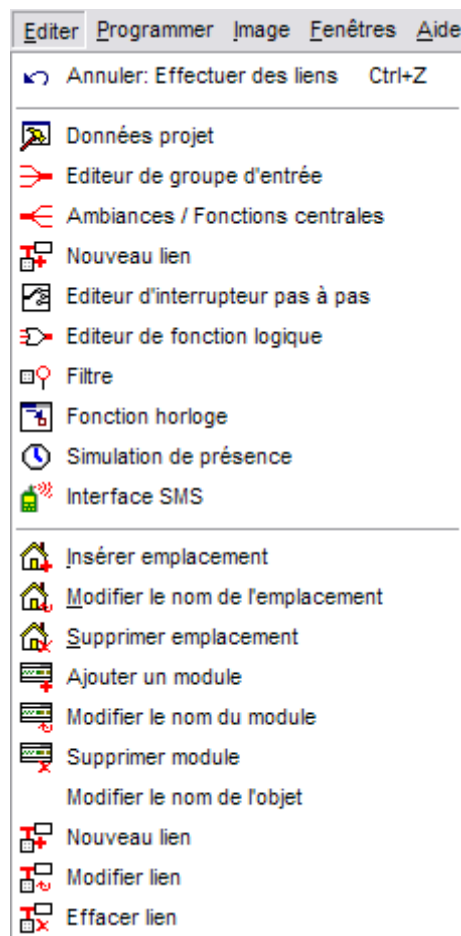 Editer Programmer Image Fenêtres Aide
Annuler: Effectuer des liens Ctrl+Z
Données projet
Editeur de groupe d'entrée
Ambiances / Fonctions centrales
Nouveau lien
Editeur d'interrupteur pas à pas
Editeur de fonction logique
Filtre
Fonction horloge
Simulation de présence
Interface SMS
Insérer emplacement
Modifier le nom de l'emplacement
Supprimer emplacement
Ajouter un module
Modifier le nom du module
Supprimer module
Modifier le nom de l'objet
Nouveau lien
Modifier lien
Effacer lien